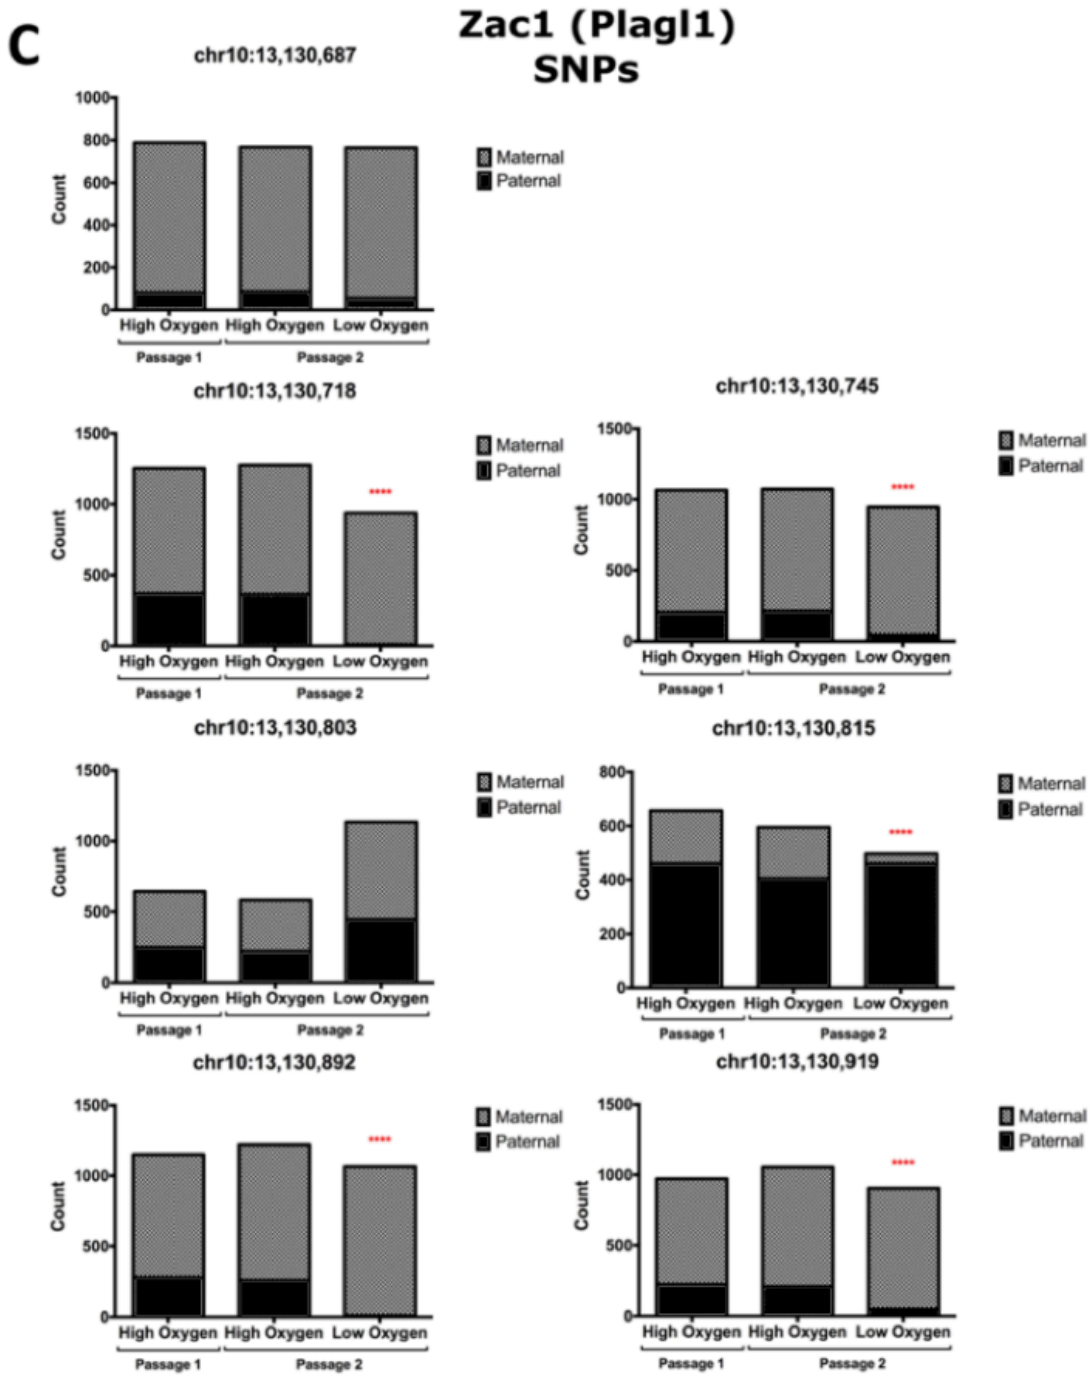 C
Zac1 (Plagl1)
SNPs
chr10:13,130,687
1000
800
600
400
200
0
Count
Maternal
Paternal
High Oxygen High Oxygen Low Oxygen
Passage 1 Passage 2
chr10:13,130,718
1500
1000
500
0
Count
****
Maternal
Paternal
High Oxygen High Oxygen Low Oxygen
Passage 1 Passage 2
chr10:13,130,745
1500
1000
500
0
Count
****
Maternal
Paternal
High Oxygen High Oxygen Low Oxygen
Passage 1 Passage 2
chr10:13,130,803
1500
1000
500
0
Count
Maternal
Paternal
High Oxygen High Oxygen Low Oxygen
Passage 1 Passage 2
chr10:13,130,815
800
600
400
200
0
Count
****
Maternal
Paternal
High Oxygen High Oxygen Low Oxygen
Passage 1 Passage 2
chr10:13,130,892
1500
1000
500
0
Count
****
Maternal
Paternal
High Oxygen High Oxygen Low Oxygen
Passage 1 Passage 2
chr10:13,130,919
1500
1000
500
0
Count
****
Maternal
Paternal
High Oxygen High Oxygen Low Oxygen
Passage 1 Passage 2